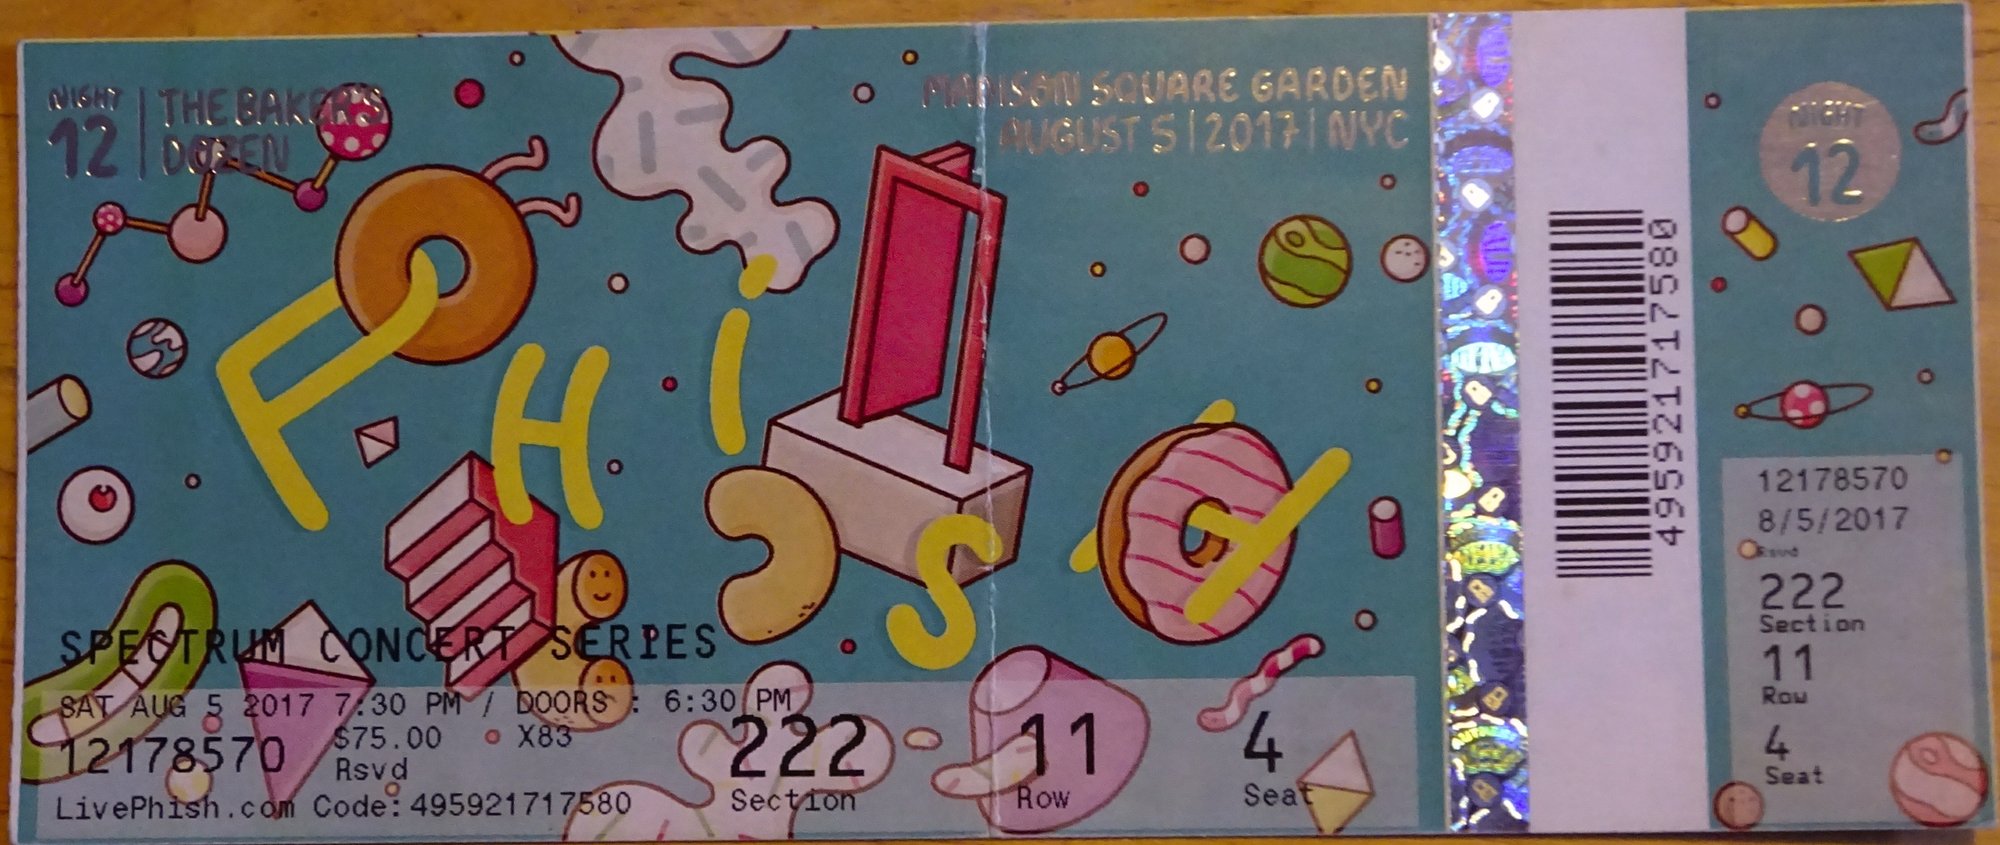 NIGHT
12
THE BAKER'S
DOZEN
MADISON SQUARE GARDEN
AUGUST 5 | 2017 | NYC
PHiSH
SPECTRUM CONCERT SERIES
SAT AUG 5 2017 7:30 PM / DOORS : 6:30 PM
12178570
$75.00
X83
Rsvd
LivePhish.com Code:495921717580
222
Section
11
Row
4
Seat
495921717580
NIGHT
12
12178570
8/5/2017
Rsvd
222
Section
11
Row
4
Seat